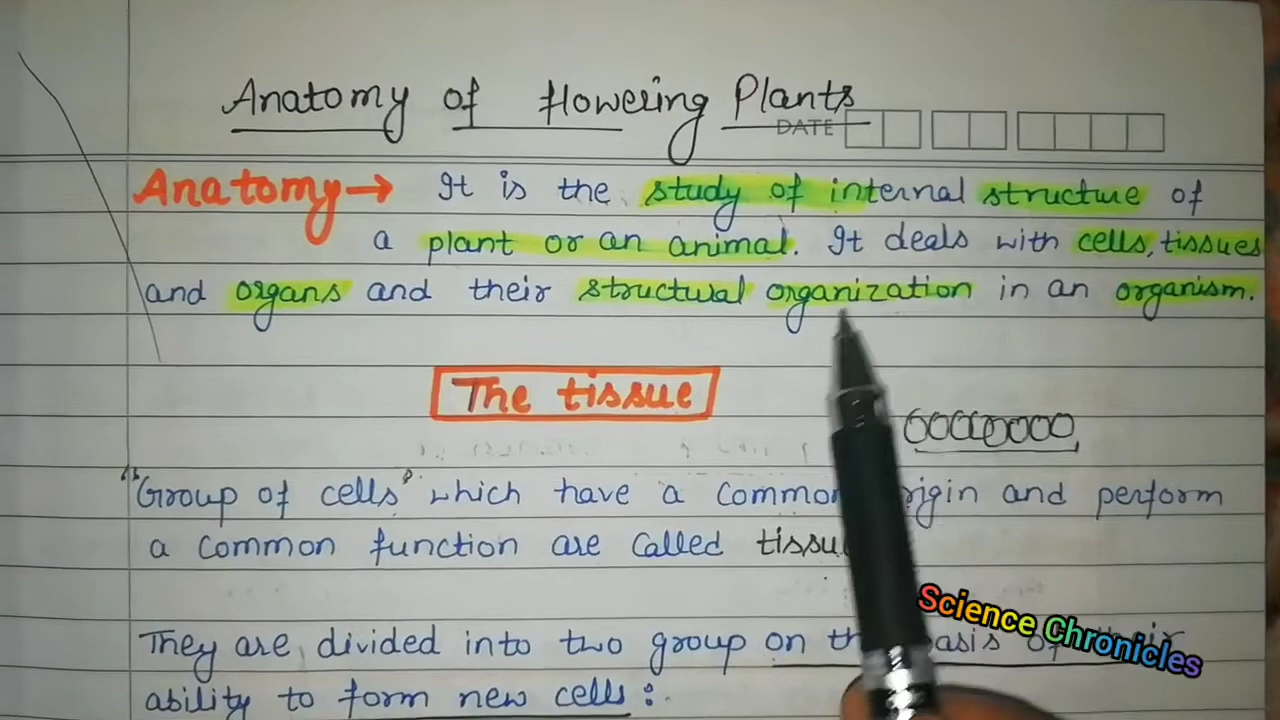 Anatomy of Flowering Plants
DATE
Anatomy→ It is the study of internal structure of
a plant or an animal. It deals with cells, tissues
and organs and their structural organization in an organism.
The tissue
"Group of cells" which have a common rigin and perform
a common function are called tissu
They are divided into two group on th asis of
ability to form new cells:
Science Chronicles